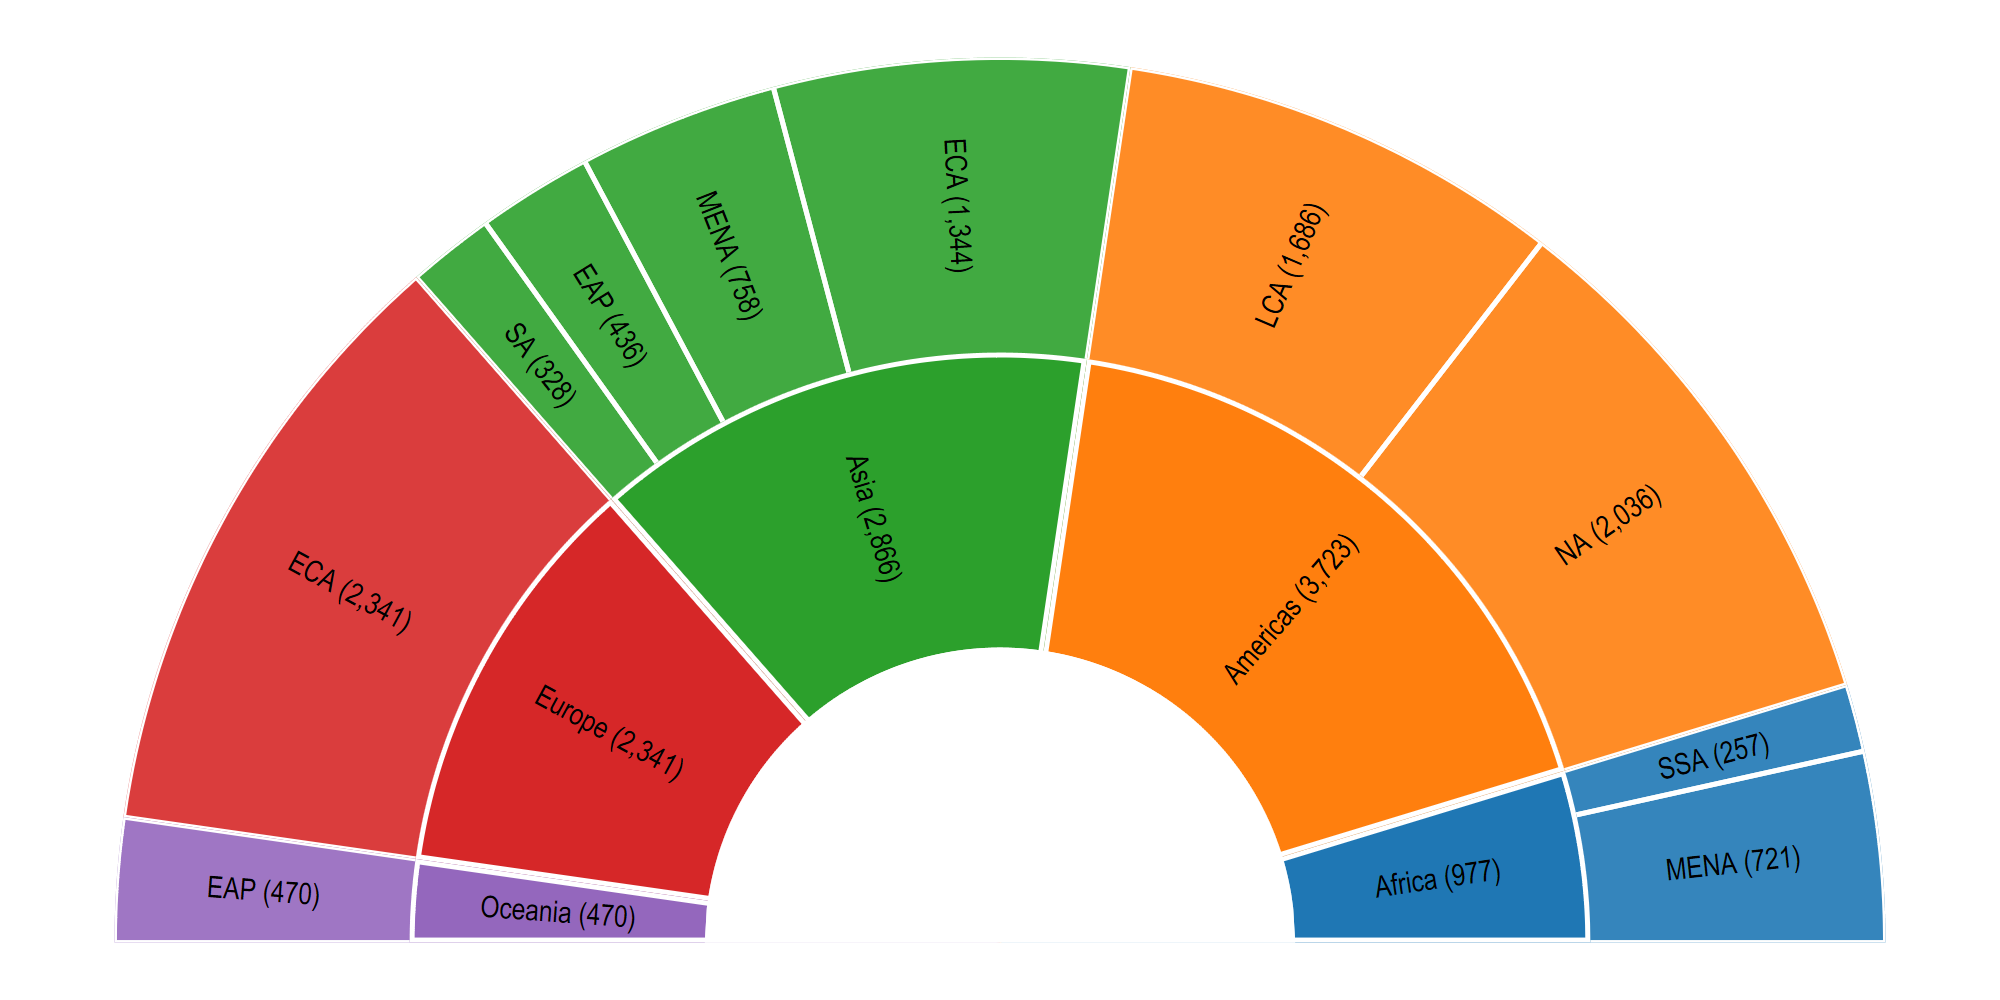 ECA (1,344)
LCA (1,686)
MENA (758)
EAP (436)
SA (328)
Asia (2,866)
NA (2,036)
ECA (2,341)
Americas (3,723)
Europe (2,341)
SSA (257)
MENA (721)
Africa (977)
EAP (470)
Oceania (470)